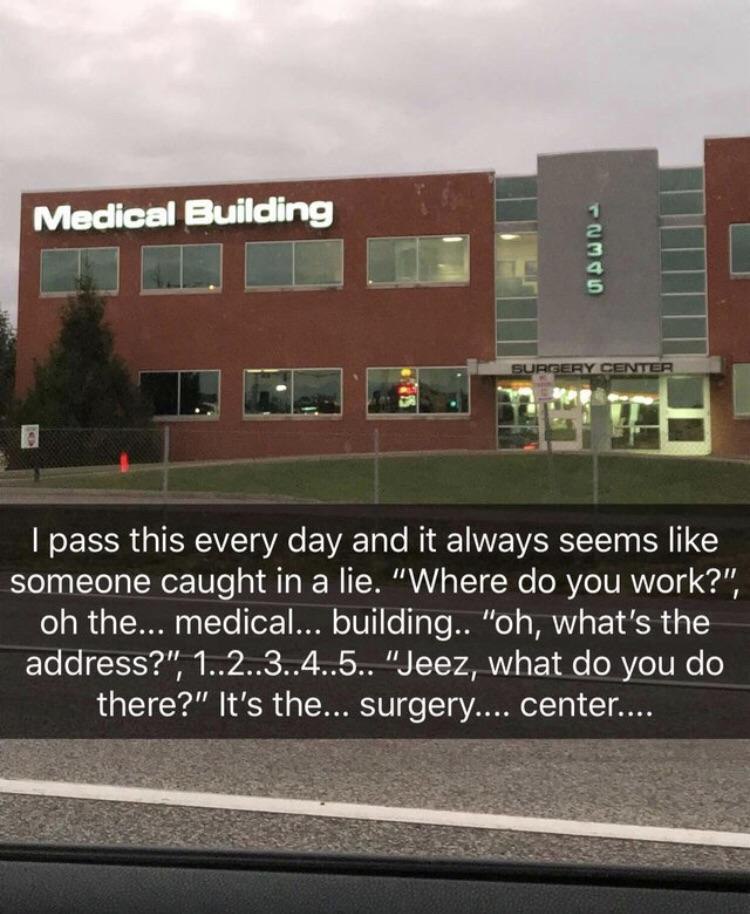 Medical Building
1
2
3
4
5
SURGERY CENTER
I pass this every day and it always seems like
someone caught in a lie. “Where do you work?”,
oh the... medical... building.. “oh, what’s the
address?”, 1..2..3..4..5.. “Jeez, what do you do
there?” It’s the... surgery.... center....